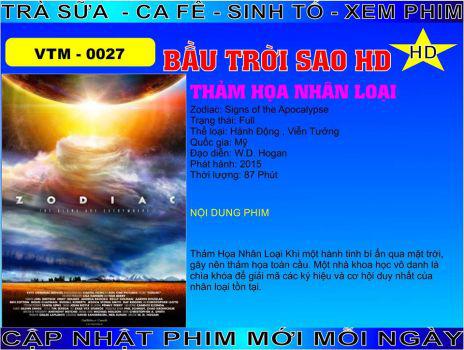 TRÀ SỮA - CA FÊ - SINH TỐ - XEM PHIM
VTM - 0027
BẦU TRỜI SAO HD
HD
THẢM HỌA NHÂN LOẠI
Zodiac: Signs of the Apocalypse
Trạng thái: Full
Thể loại: Hành Động . Viễn Tưởng
Quốc gia: Mỹ
Đạo diễn: W.D. Hogan
Phát hành: 2015
Thời lượng: 87 Phút
ZODIAC
THE SIGNS ARE EVERYWHERE
NỘI DUNG PHIM
Thảm Họa Nhân Loại Khi một hành tinh bí ẩn qua mặt trời,
gây nên thảm họa toàn cầu. Một nhà khoa học vô danh là
chìa khóa để giải mã các ký hiệu và cơ hội duy nhất của
nhân loại tồn tại.
CẬP NHẬT PHIM MỚI MỖI NGÀY